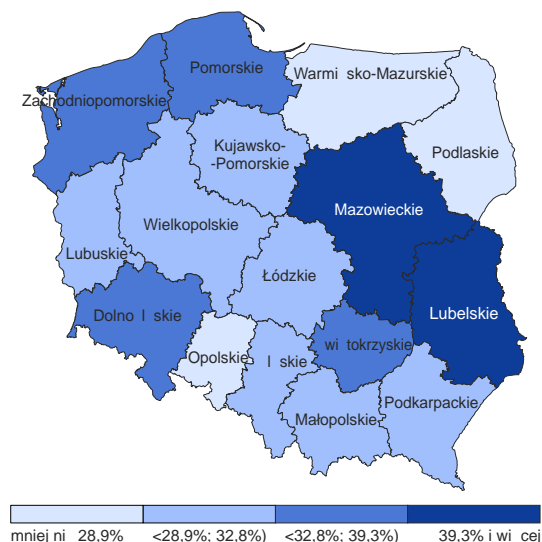 Pomorskie
Warmi sko-Mazurskie
Zachodniopomorskie
Podlaskie
Kujawsko-
-Pomorskie
Mazowieckie
Wielkopolskie
Lubuskie
Łódzkie
Lubelskie
Dolno l skie
wi tokrzyskie
Opolskie
l skie
Podkarpackie
Małopolskie
mniej ni 28,9% <28,9%; 32,8%) <32,8%; 39,3%) 39,3% i wi cej